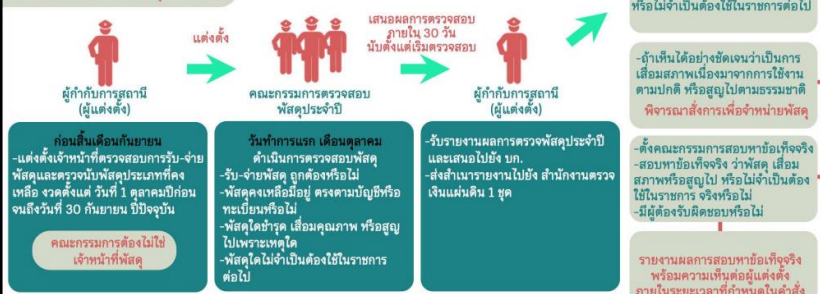 แต่งตั้ง
เสนอผลการตรวจสอบ
ภายใน 30 วัน
นับตั้งแต่เริ่มตรวจสอบ
ผู้กำกับการสถานี
(ผู้แต่งตั้ง)
คณะกรรมการตรวจสอบ
พัสดุประจำปี
ผู้กำกับการสถานี
(ผู้แต่งตั้ง)
ก่อนสิ้นเดือนกันยายน
-แต่งตั้งเจ้าหน้าที่ตรวจสอบการรับ-จ่าย
พัสดุและตรวจนับพัสดุประเภทที่คง
เหลือ งวดตั้งแต่ วันที่ 1 ตุลาคมปีก่อน
จนถึงวันที่ 30 กันยายน ปีปัจจุบัน
คณะกรรมการต้องไม่ใช่
เจ้าหน้าที่พัสดุ
วันทำการแรก เดือนตุลาคม
ดำเนินการตรวจสอบพัสดุ
-รับ-จ่ายพัสดุ ถูกต้องหรือไม่
-พัสดุคงเหลือมีอยู่ ตรงตามบัญชีหรือ
ทะเบียนหรือไม่
-พัสดุใดชำรุด เสื่อมคุณภาพ หรือสูญ
ไปเพราะเหตุใด
-พัสดุใดไม่จำเป็นต้องใช้ในราชการ
ต่อไป
-รับรายงานผลการตรวจพัสดุประจำปี
และเสนอไปยัง บก.
-ส่งสำเนารายงานไปยัง สำนักงานตรวจ
เงินแผ่นดิน 1 ชุด
หรือไม่จำเป็นต้องใช้ในราชการต่อไป
-ถ้าเห็นได้อย่างชัดเจนว่าเป็นการ
เสื่อมสภาพเนื่องมาจากการใช้งาน
ตามปกติ หรือสูญไปตามธรรมชาติ
พิจารณาสั่งการเพื่อจำหน่ายพัสดุ
-ตั้งคณะกรรมการสอบหาข้อเท็จจริง
-สอบหาข้อเท็จจริง ว่าพัสดุ เสื่อม
สภาพหรือสูญไป หรือไม่จำเป็นต้อง
ใช้ในราชการ จริงหรือไม่
-มีผู้ต้องรับผิดชอบหรือไม่
รายงานผลการสอบหาข้อเท็จจริง
พร้อมความเห็นต่อผู้แต่งตั้ง
ภายในระยะเวลาที่กำหนดในคำสั่ง